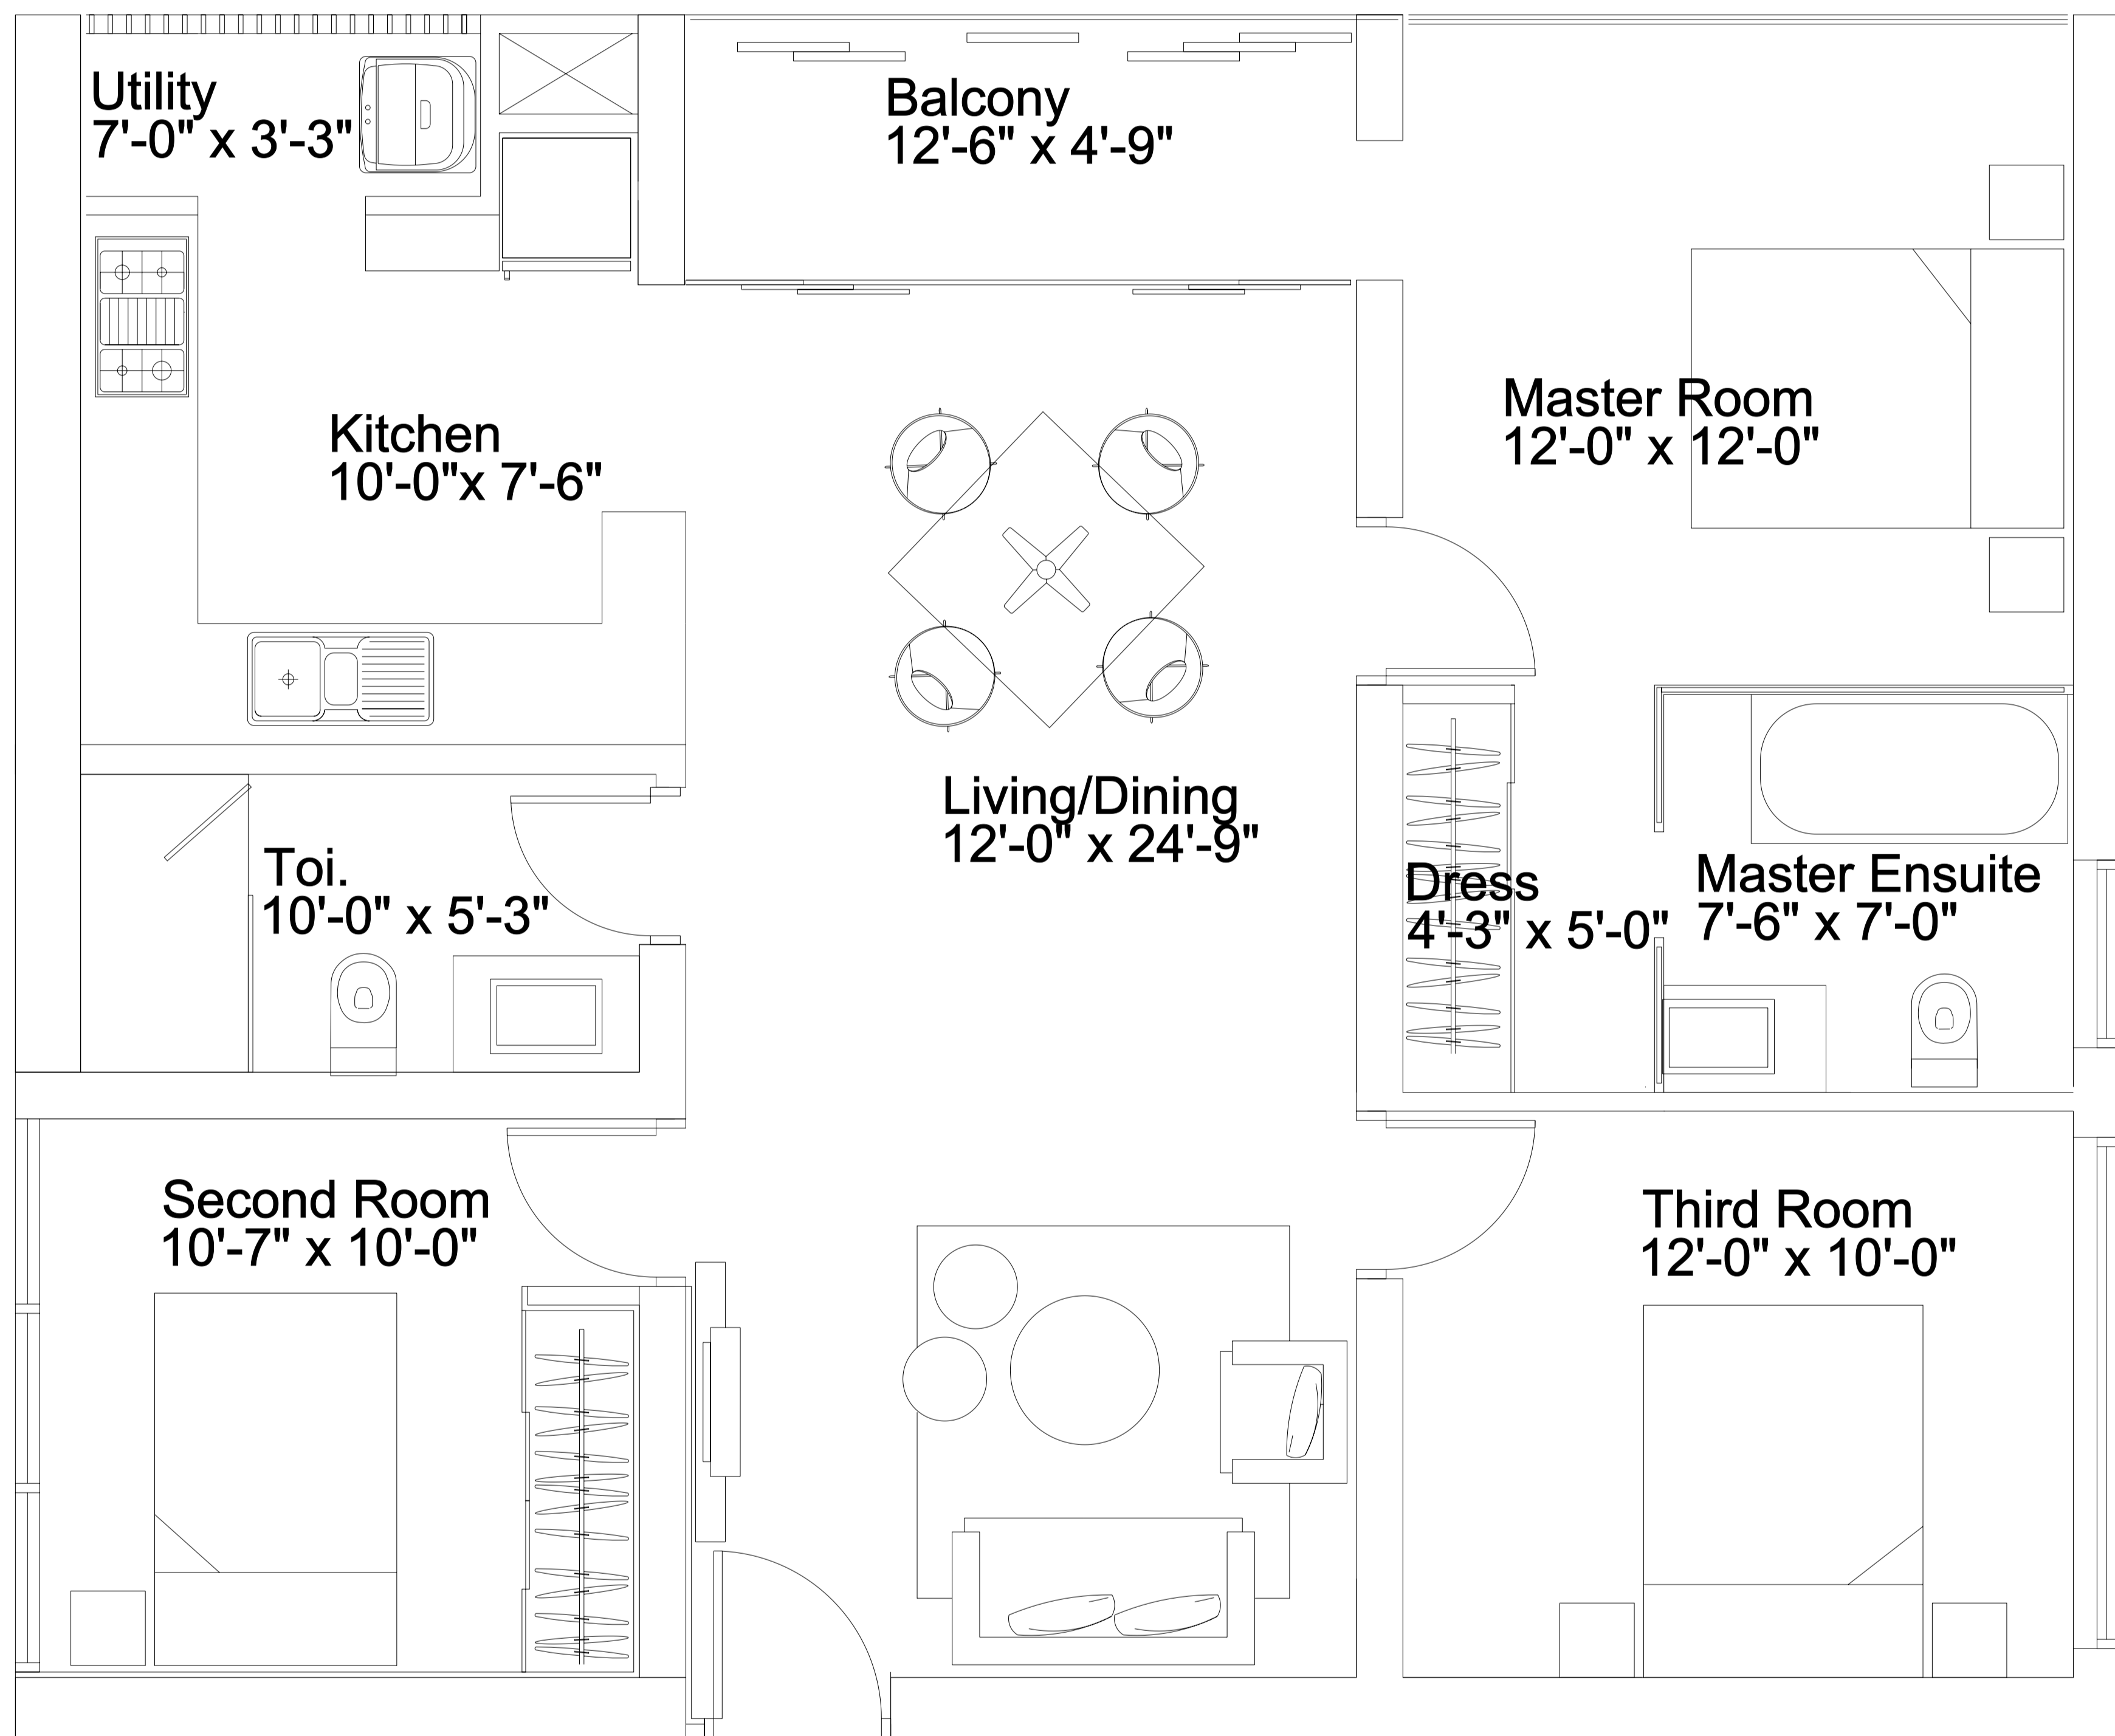 Utility
7'-0" x 3'-3"
Balcony
12'-6" x 4'-9"
Kitchen
10'-0"x 7'-6"
Master Room
12'-0" x 12'-0"
Living/Dining
12'-0" x 24'-9"
Toi.
10'-0" x 5'-3"
Dress
4'-3" x 5'-0"
Master Ensuite
7'-6" x 7'-0"
Second Room
10'-7" x 10'-0"
Third Room
12'-0" x 10'-0"